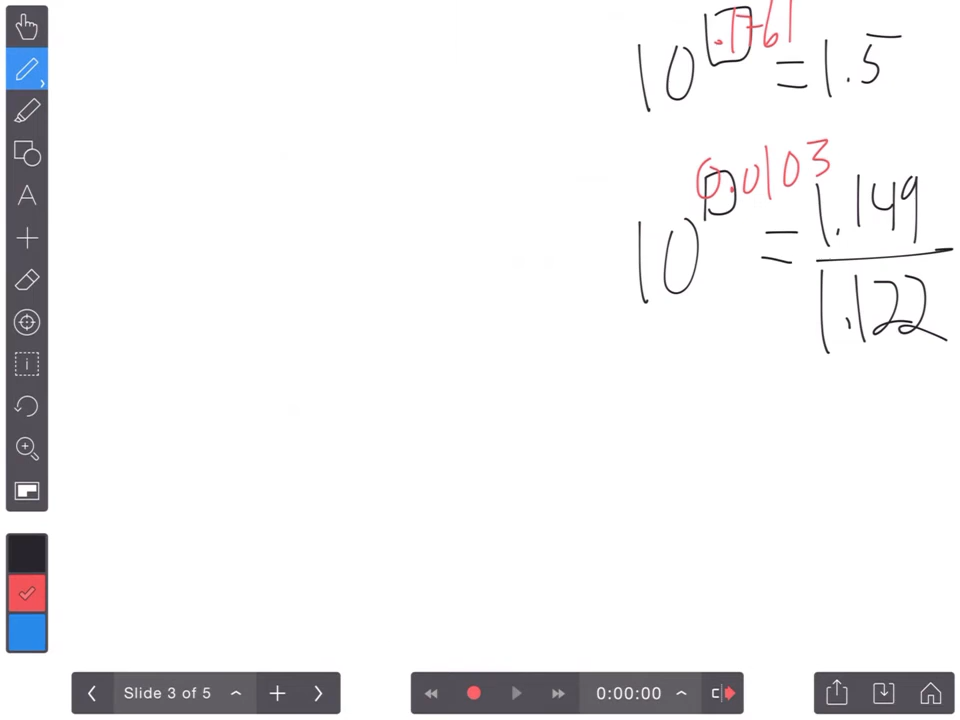 .1761
10 = 1.5
0.0103
10 = 1.149
1.122
A
i
Slide 3 of 5
0:00:00